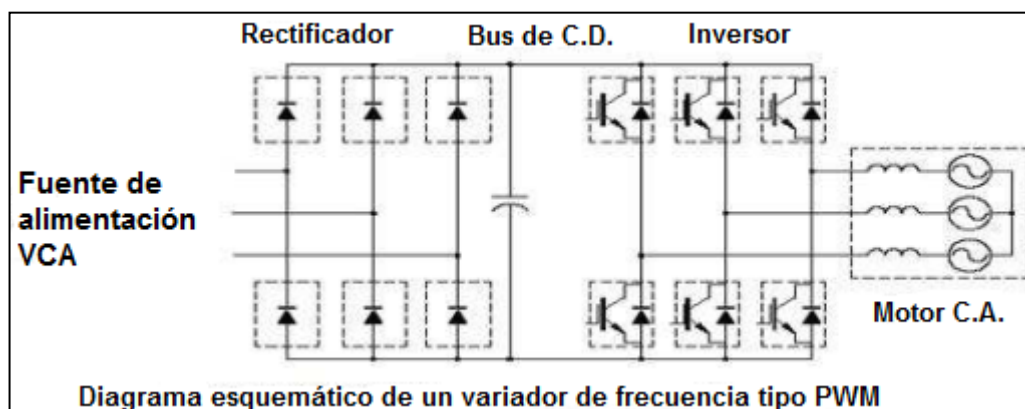 Rectificador
Bus de C.D.
Inversor
Fuente de
alimentación
VCA
Motor C.A.
Diagrama esquemático de un variador de frecuencia tipo PWM